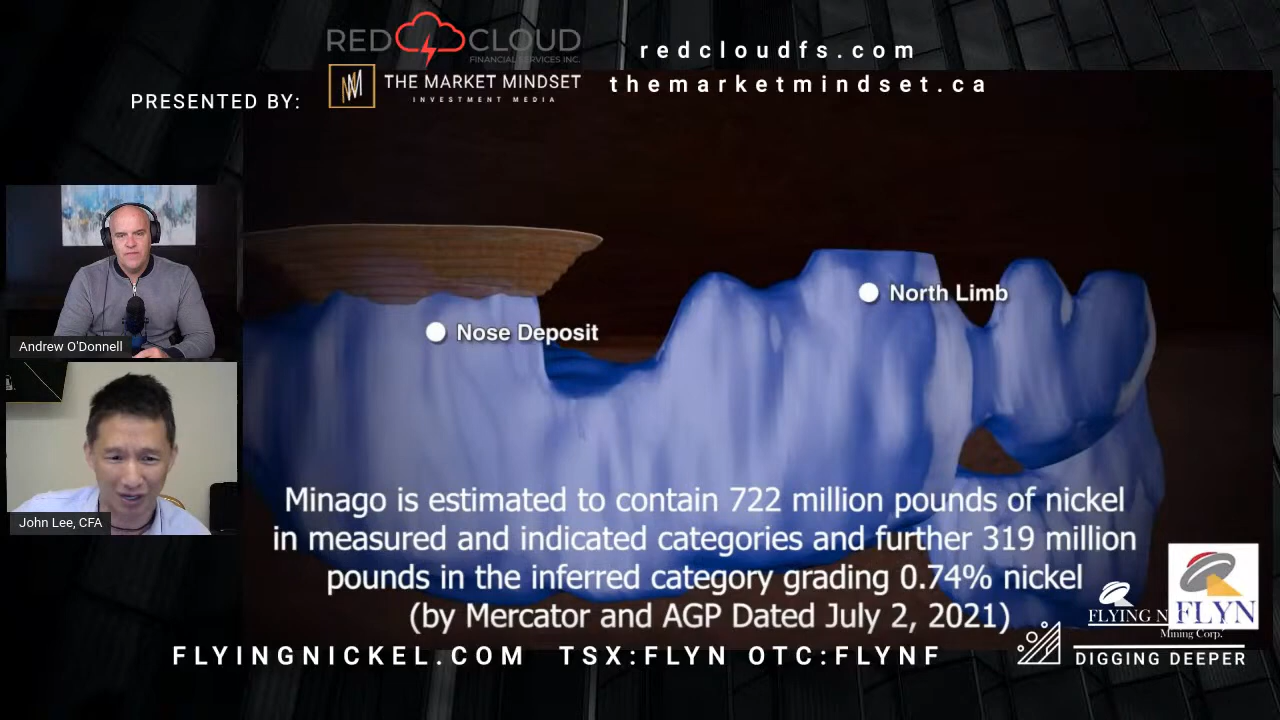 RED CLOUD
FINANCIAL SERVICES INC.
redcloudfs.com
PRESENTED BY:
THE MARKET MINDSET
INVESTMENT MEDIA
themarketmindset.ca
Andrew O'Donnell
John Lee, CFA
Nose Deposit
North Limb
Minago is estimated to contain 722 million pounds of nickel
in measured and indicated categories and further 319 million
pounds in the inferred category grading 0.74% nickel
(by Mercator and AGP Dated July 2, 2021)
FLYING N
FLYN
Mining Corp.
FLYINGNICKEL.COM TSX:FLYN OTC:FLYNF
DIGGING DEEPER